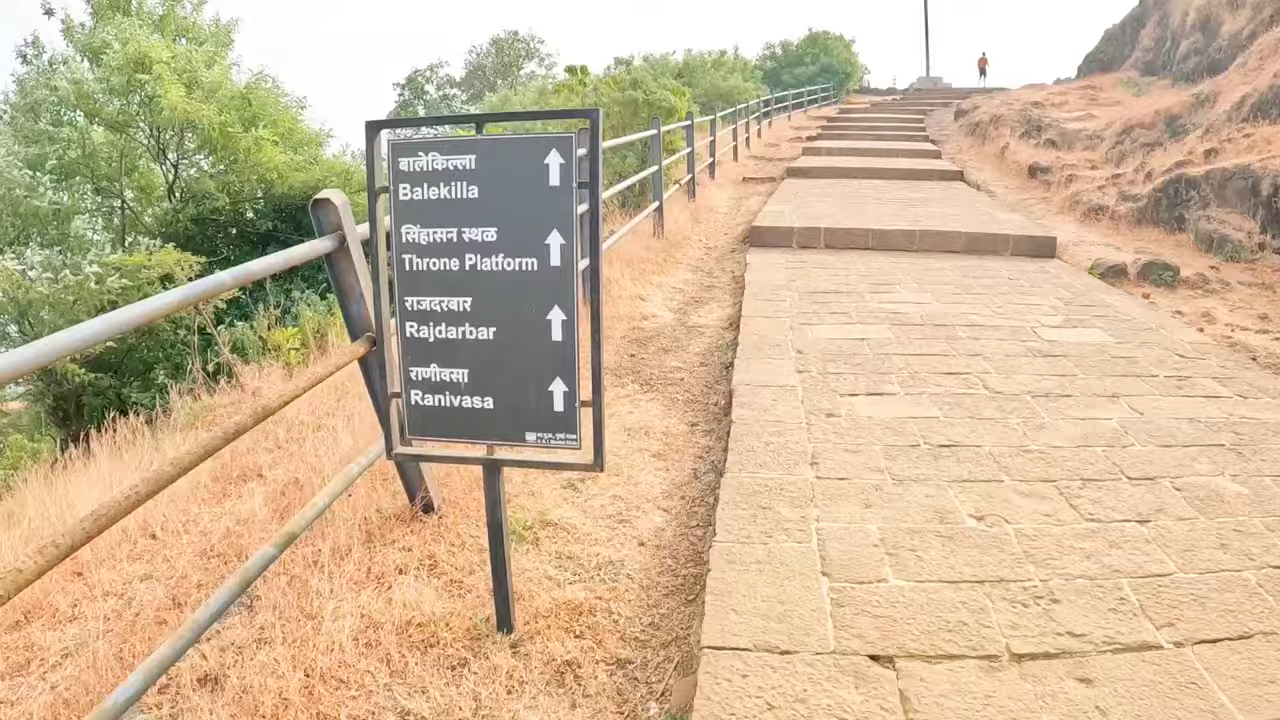 बालेकिल्ला
Balekilla
सिंहासन स्थळ
Throne Platform
राजदरबार
Rajdarbar
राणीवसा
Ranivasa